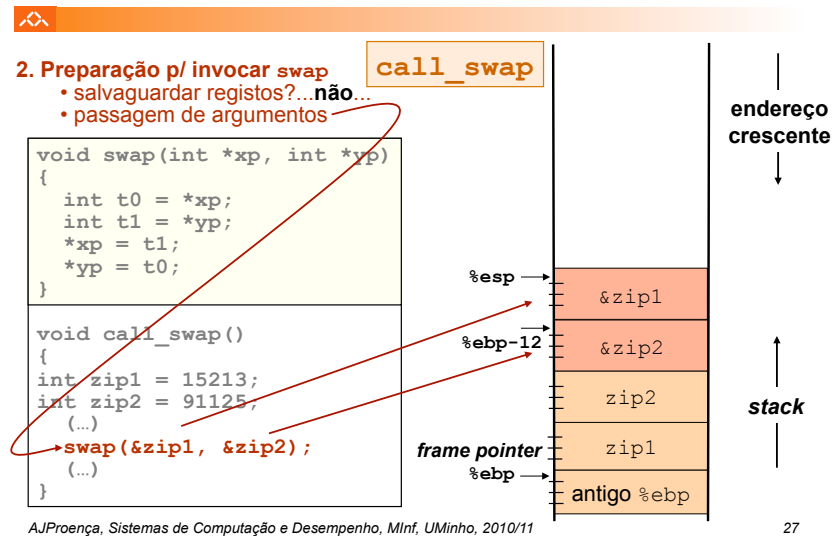 call_swap
2. Preparação p/ invocar swap
• salvaguardar registos?...não...
• passagem de argumentos
void swap(int *xp, int *yp)
{
int t0 = *xp;
int t1 = *yp;
*xp = t1;
*yp = t0;
}
void call_swap()
{
int zip1 = 15213;
int zip2 = 91125;
(…)
swap(&zip1, &zip2);
(…)
}
%esp
&zip1
%ebp-12
&zip2
zip2
frame pointer
zip1
%ebp
antigo %ebp
endereço
crescente
stack
AJProença, Sistemas de Computação e Desempenho, MInf, UMinho, 2010/11
27